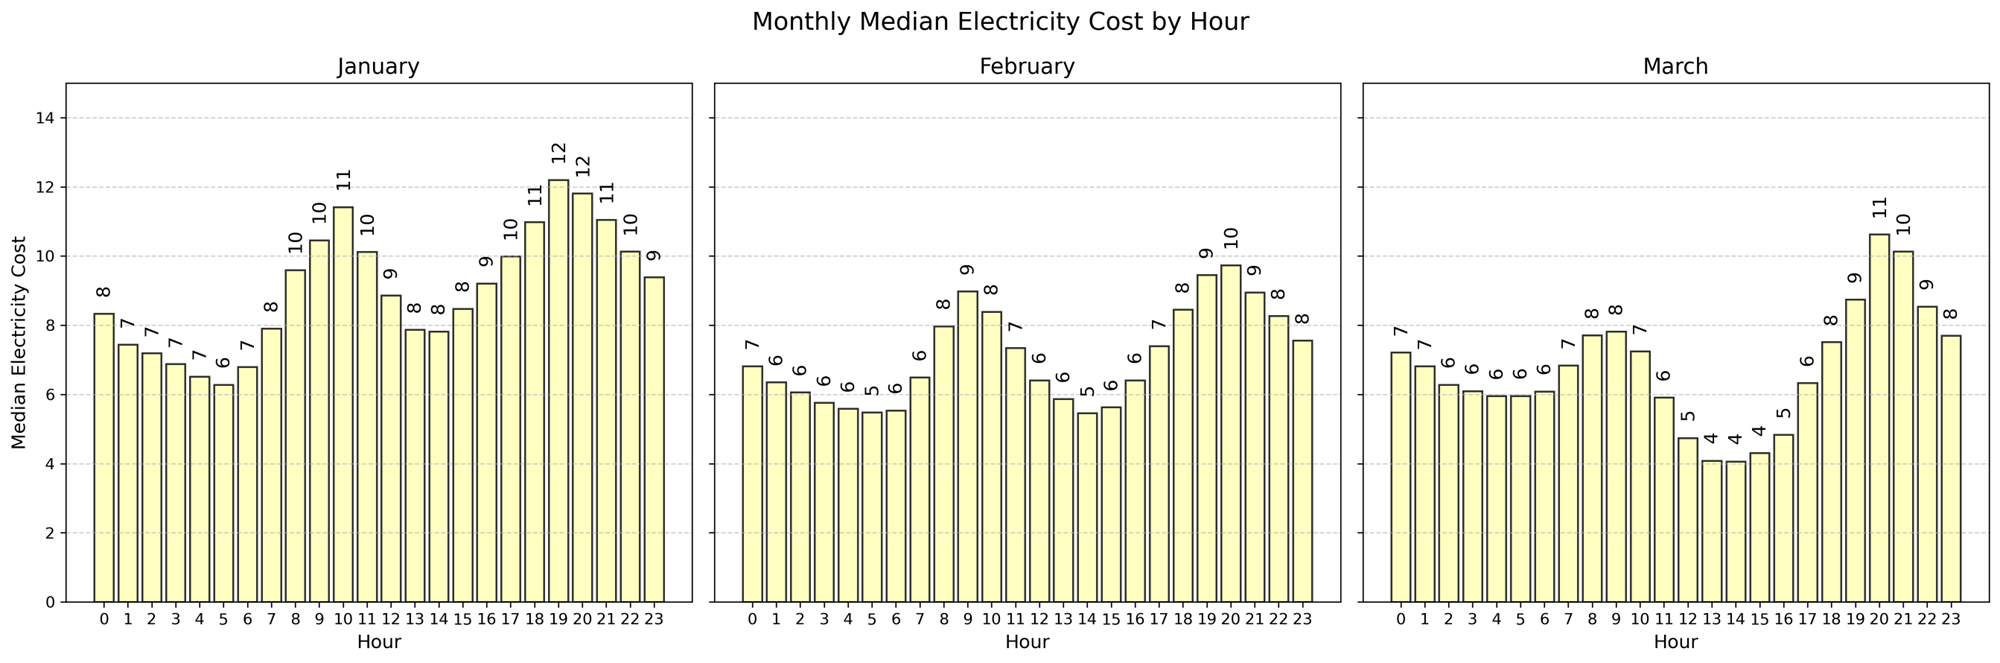 Monthly Median Electricity Cost by Hour
January
February
March
Median Electricity Cost
14
12
10
8
6
4
2
0
8 7 7 7 7 6 7 8 10 10 11 10 9 8 8 8 9 10 11 12 12 11 10 9
7 6 6 6 6 5 6 6 8 9 8 7 6 6 5 6 6 7 8 9 10 9 8 8
7 7 6 6 6 6 6 7 8 8 7 6 5 4 4 4 5 6 8 9 11 10 9 8
0 1 2 3 4 5 6 7 8 9 10 11 12 13 14 15 16 17 18 19 20 21 22 23
0 1 2 3 4 5 6 7 8 9 10 11 12 13 14 15 16 17 18 19 20 21 22 23
0 1 2 3 4 5 6 7 8 9 10 11 12 13 14 15 16 17 18 19 20 21 22 23
Hour
Hour
Hour